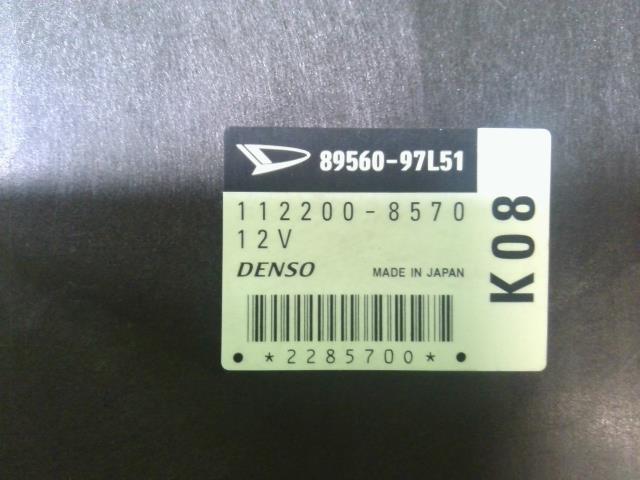 89560-97L51
112200-8570
12V
DENSO MADE IN JAPAN
*2285700*
K08